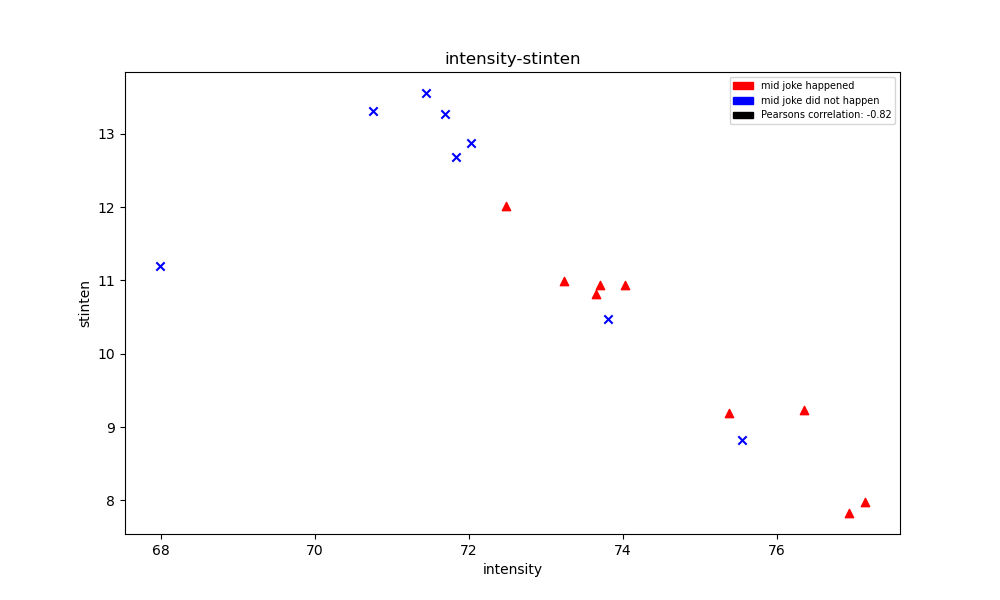 intensity-stinten
mid joke happened
mid joke did not happen
Pearsons correlation: -0.82
13
12
11
10
9
8
stinten
68
70
72
74
76
intensity